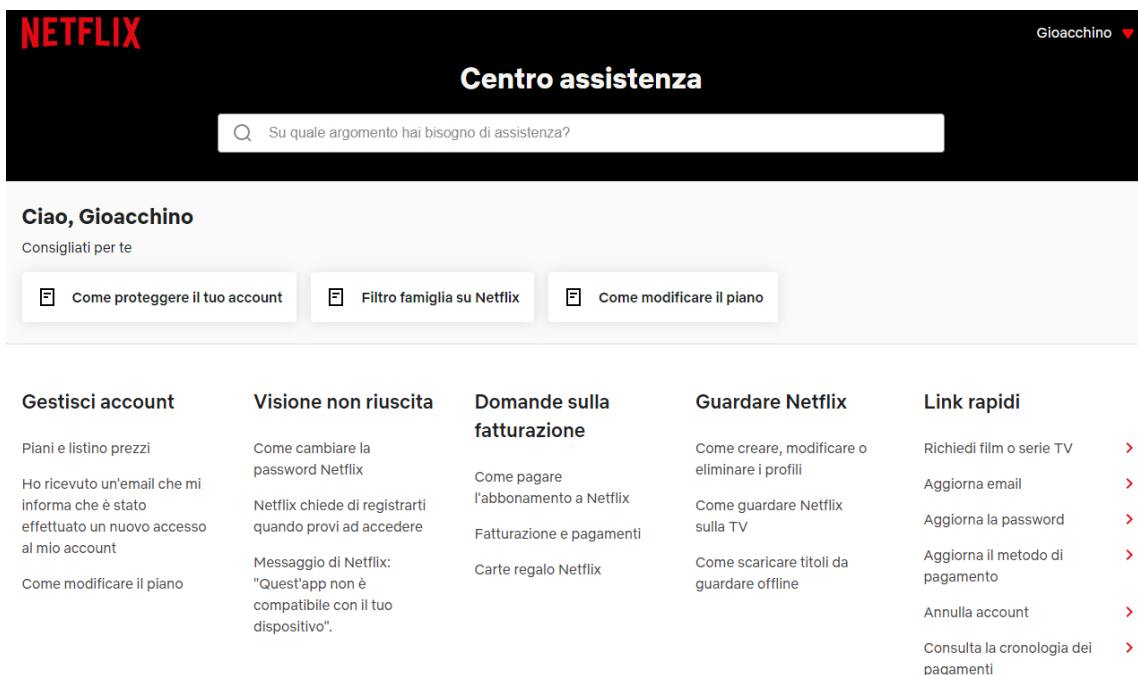 NETFLIX
Gioacchino
Centro assistenza
Su quale argomento hai bisogno di assistenza?
Ciao, Gioacchino
Consigliati per te
Come proteggere il tuo account
Filtro famiglia su Netflix
Come modificare il piano
Gestisci account
Piani e listino prezzi
Ho ricevuto un'email che mi
informa che è stato
effettuato un nuovo accesso
al mio account
Come modificare il piano
Visione non riuscita
Come cambiare la
password Netflix
Netflix chiede di registrarti
quando provi ad accedere
Messaggio di Netflix:
"Quest'app non è
compatibile con il tuo
dispositivo".
Domande sulla
fatturazione
Come pagare
l'abbonamento a Netflix
Fatturazione e pagamenti
Carte regalo Netflix
Guardare Netflix
Come creare, modificare o
eliminare i profili
Come guardare Netflix
sulla TV
Come scaricare titoli da
guardare offline
Link rapidi
Richiedi film o serie TV
Aggiorna email
Aggiorna la password
Aggiorna il metodo di
pagamento
Annulla account
Consulta la cronologia dei
pagamenti